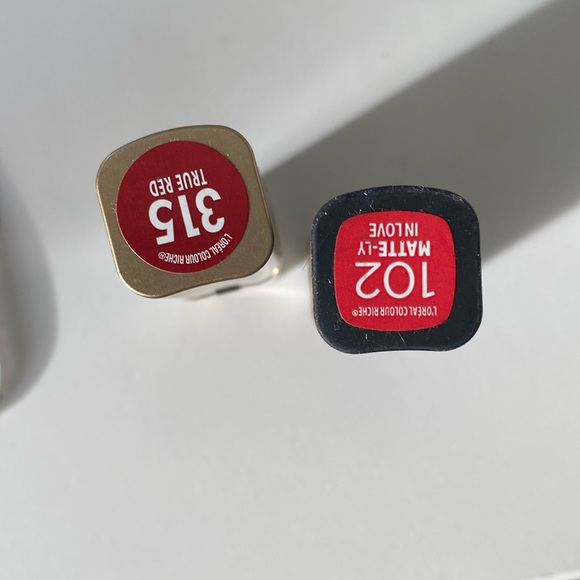 L'ORÉAL COLOUR RICHE®
315
TRUE RED
L'ORÉAL COLOUR RICHE®
102
MATTE-LY
IN LOVE